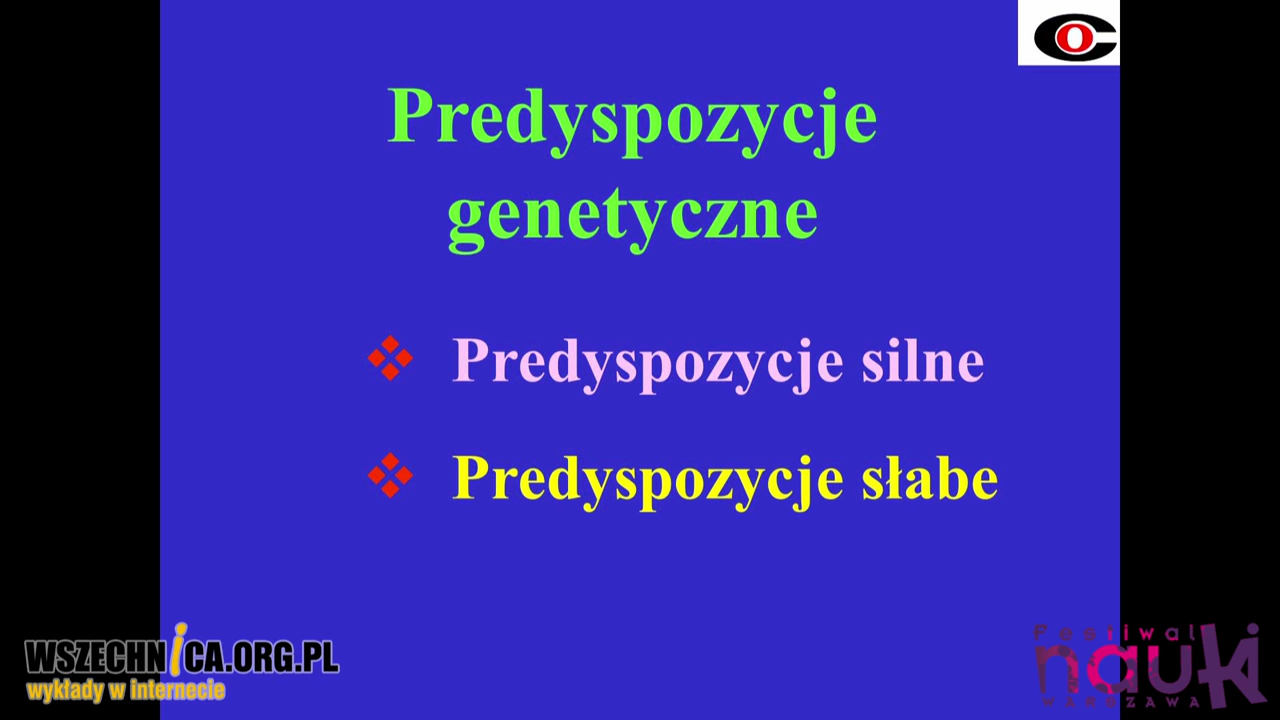 Predyspozycje
genetyczne
❖ Predyspozycje silne
❖ Predyspozycje słabe
WSZECHNiCA.ORG.PL
wykłady w internecie
Festiwal
nauki
WARSZAWA